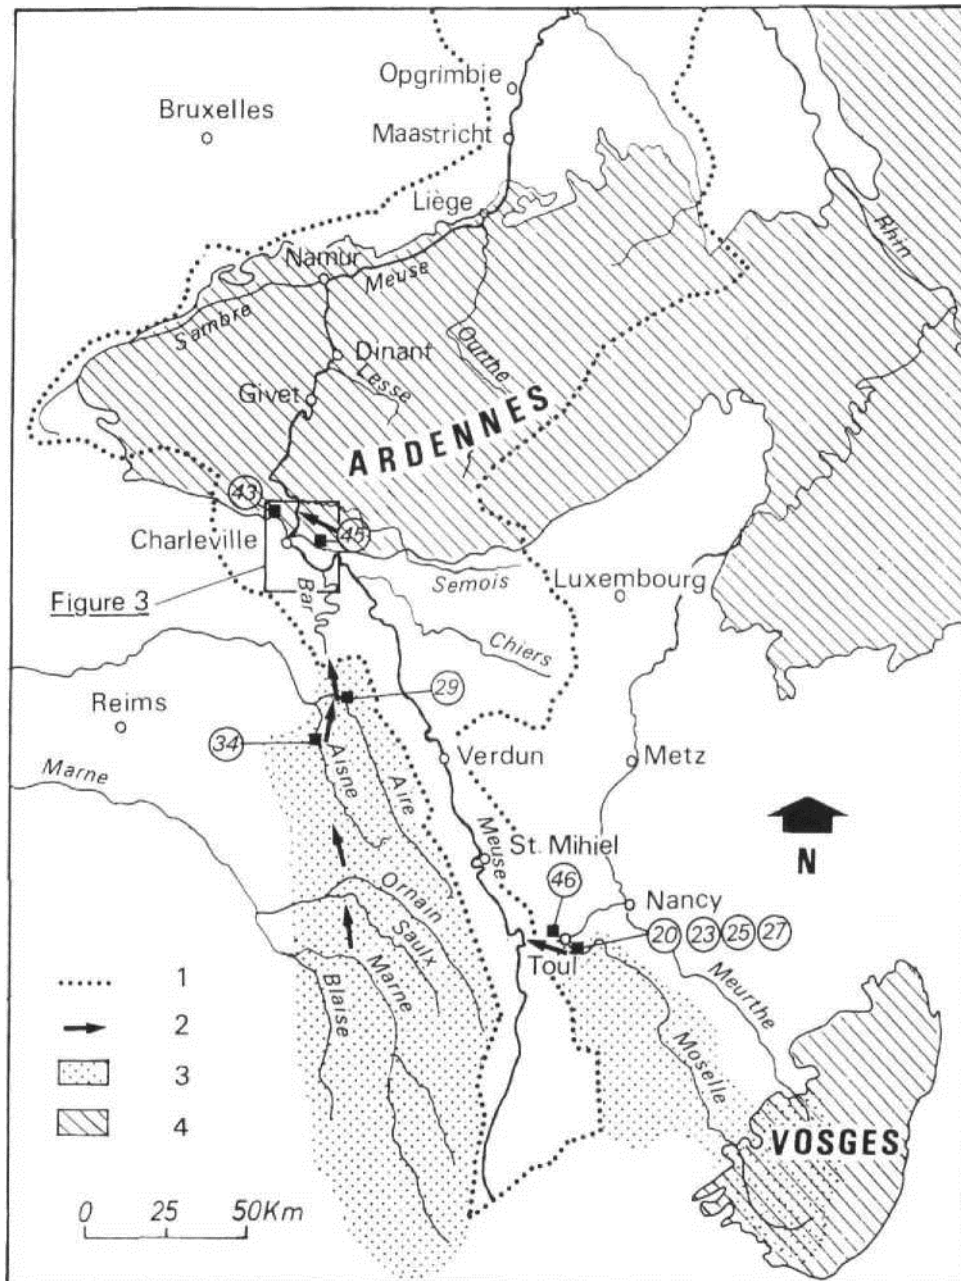 Opgrimbie
Bruxelles
Maastricht
Liège
Rhin
Namur
Meuse
Sambre
Ourthe
Dinant
Lesse
Givet
ARDENNES
43
45
Charleville
Semois
Luxembourg
Bar
Figure 3
Chiers
29
Reims
34
Verdun
Metz
Marne
Aisne
Aire
Meuse
St. Mihiel
N
46
Nancy
Ornain
20 23 25 27
Saulx
Toul
Marne
Meurthe
Blaise
1
Moselle
2
3
4
VOSGES
0 25 50Km